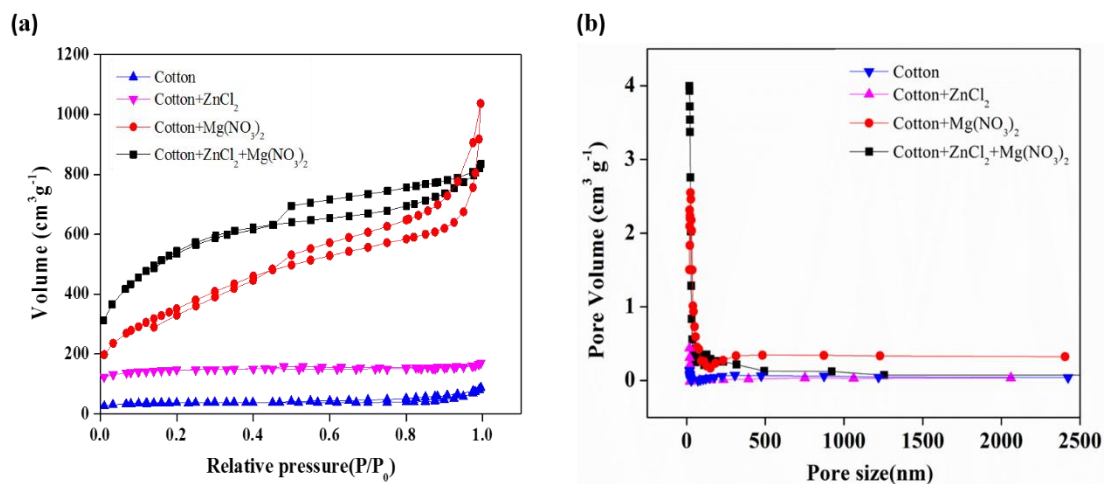 (a)
1200
1000
800
600
400
200
0
Volume (cm³g⁻¹)
Cotton
Cotton+ZnCl₂
Cotton+Mg(NO₃)₂
Cotton+ZnCl₂+Mg(NO₃)₂
0.0 0.2 0.4 0.6 0.8 1.0
Relative pressure(P/P₀)
(b)
4
3
2
1
0
Pore Volume (cm³ g⁻¹)
Cotton
Cotton+ZnCl₂
Cotton+Mg(NO₃)₂
Cotton+ZnCl₂+Mg(NO₃)₂
0 500 1000 1500 2000 2500
Pore size(nm)